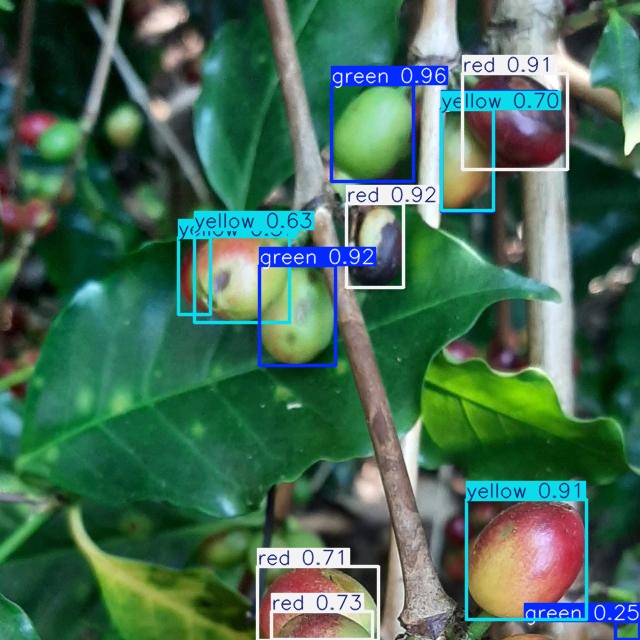 red 0.91
green 0.96
yellow 0.70
red 0.92
yellow 0.63
green 0.92
yellow 0.91
red 0.71
red 0.73
green 0.25